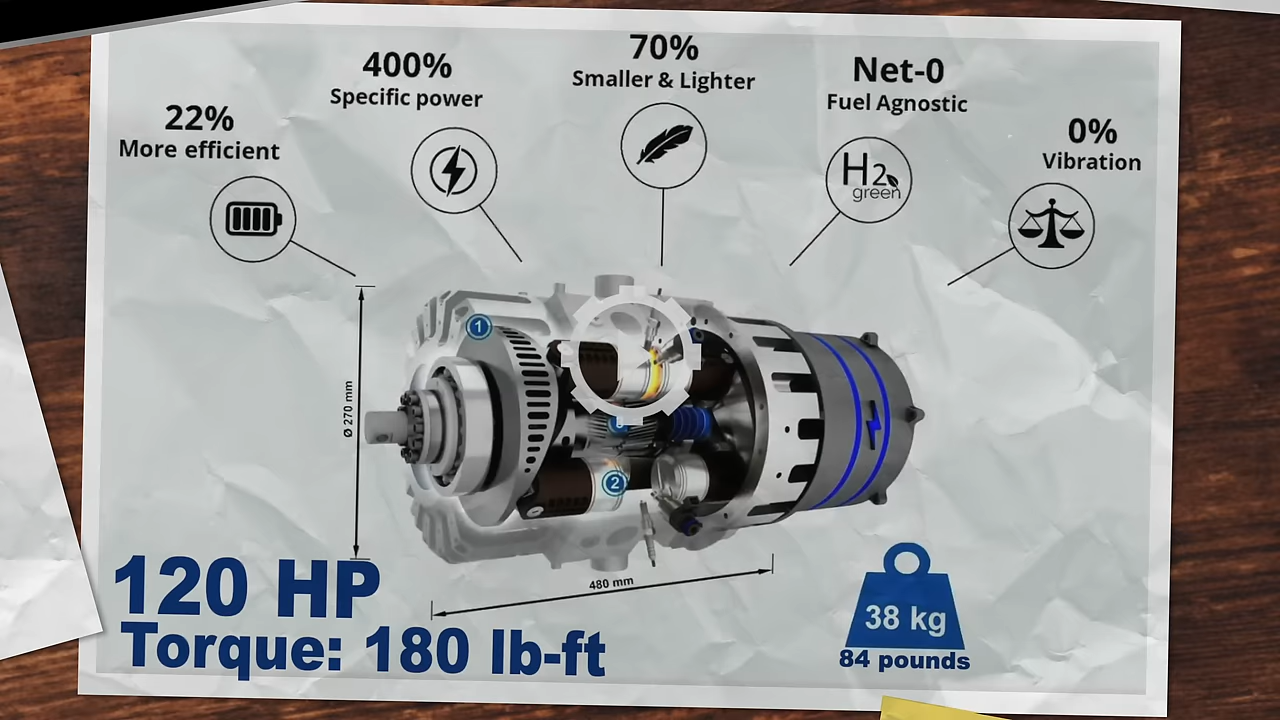 70%
Smaller & Lighter
400%
Specific power
Net-0
Fuel Agnostic
22%
More efficient
0%
Vibration
H2
green
1
Ø 270 mm
2
480 mm
120 HP
Torque: 180 lb-ft
38 kg
84 pounds